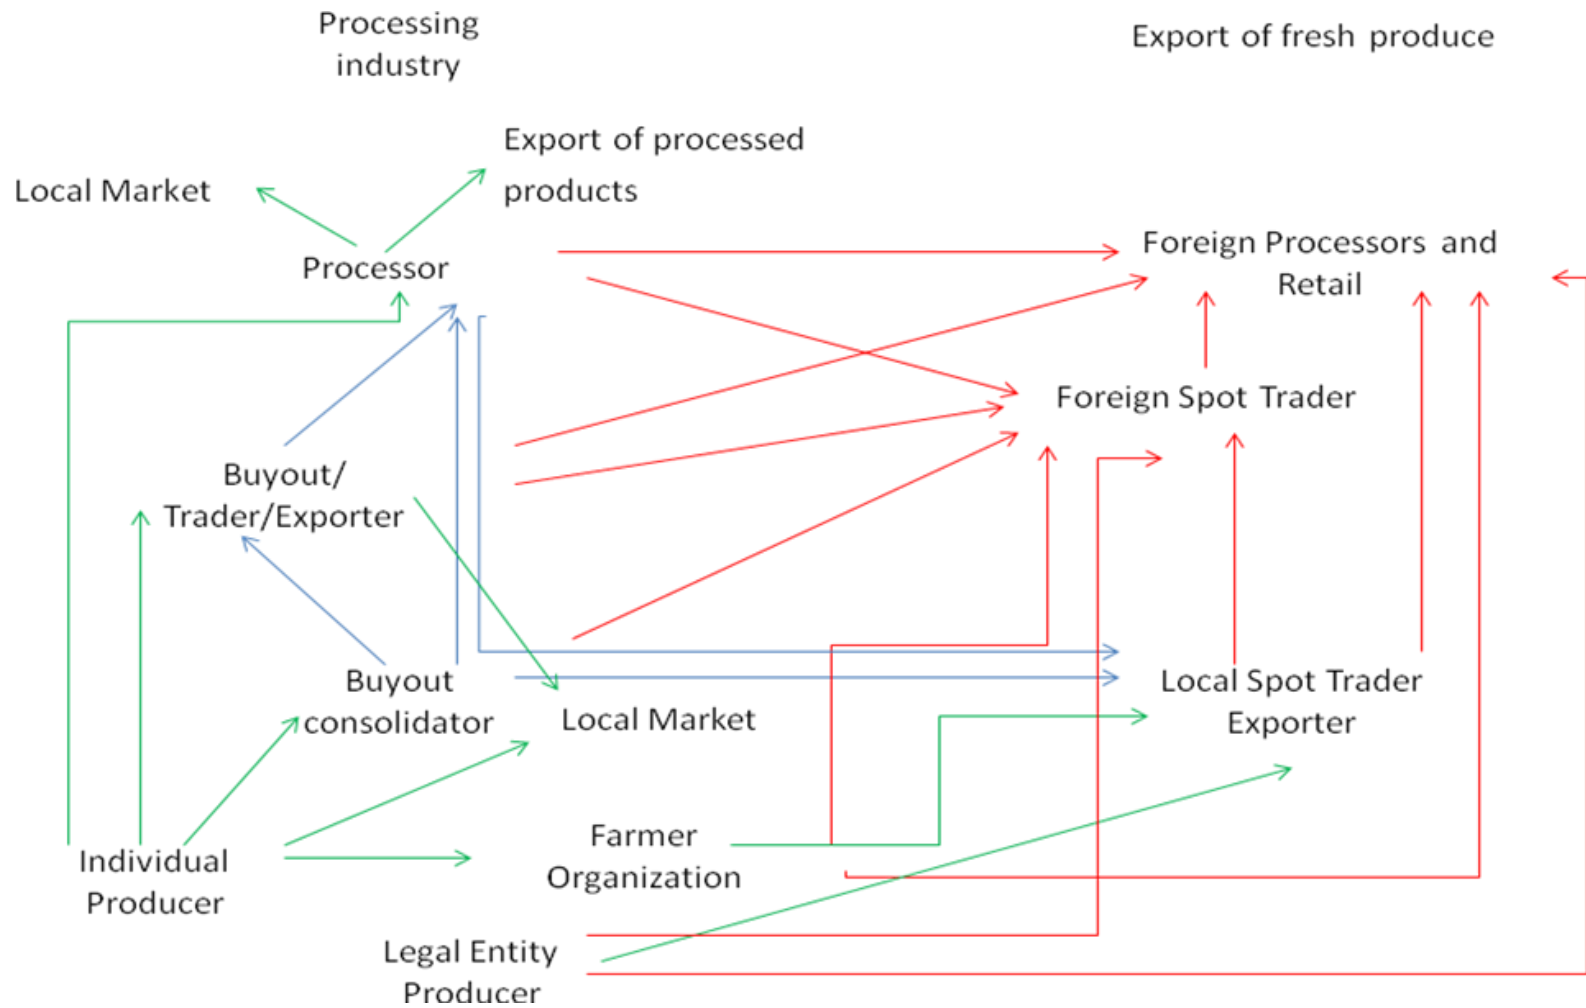 Processing
industry
Export of fresh produce
Export of processed
products
Local Market
Processor
Foreign Processors and
Retail
Foreign Spot Trader
Buyout/
Trader/Exporter
Buyout
consolidator
Local Market
Local Spot Trader
Exporter
Individual
Producer
Farmer
Organization
Legal Entity
Producer